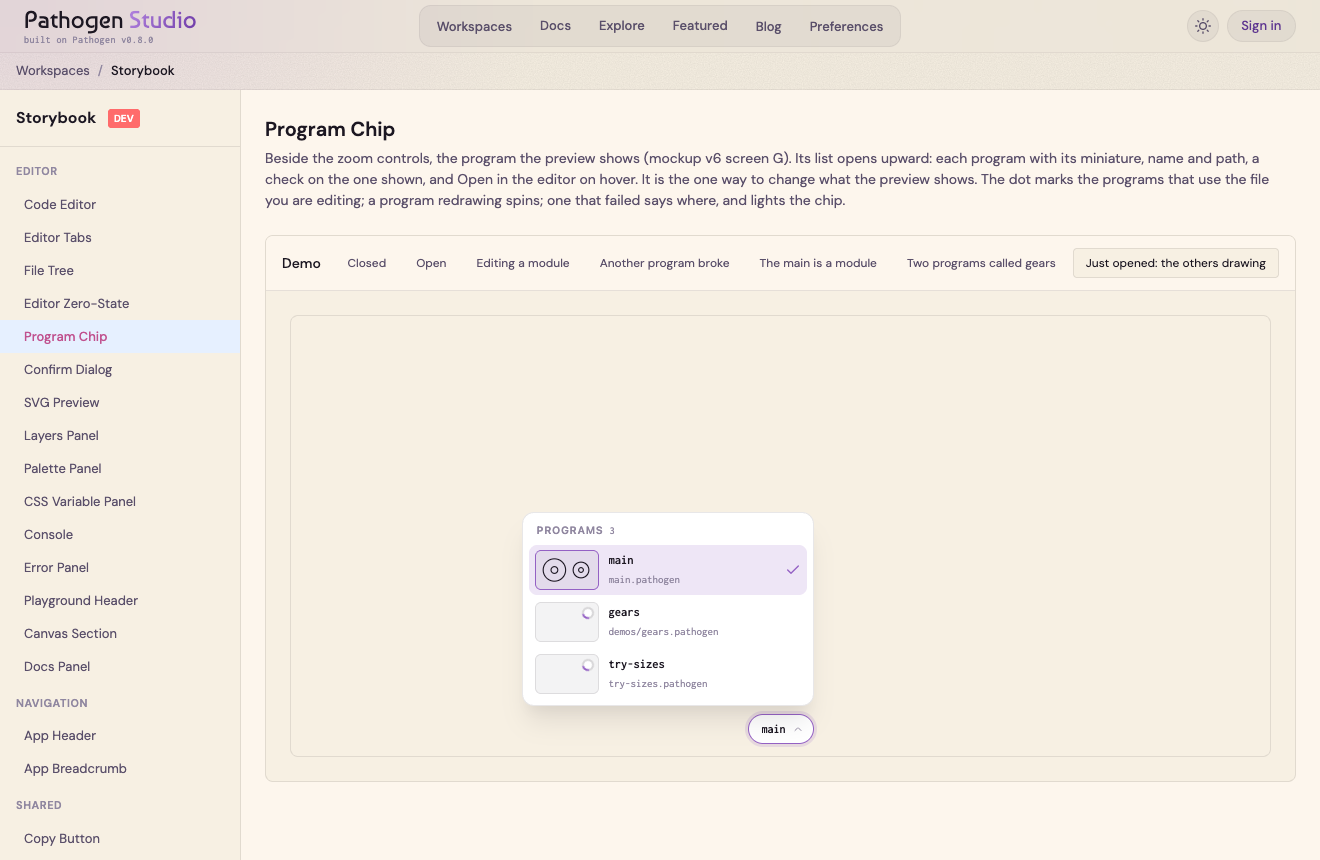 Pathogen Studio
built on Pathogen v0.8.0
Workspaces
Docs
Explore
Featured
Blog
Preferences
Sign in
Workspaces / Storybook
Storybook DEV
EDITOR
Code Editor
Editor Tabs
File Tree
Editor Zero-State
Program Chip
Confirm Dialog
SVG Preview
Layers Panel
Palette Panel
CSS Variable Panel
Console
Error Panel
Playground Header
Canvas Section
Docs Panel
NAVIGATION
App Header
App Breadcrumb
SHARED
Copy Button
Program Chip
Beside the zoom controls, the program the preview shows (mockup v6 screen G). Its list opens upward: each program with its miniature, name and path, a
check on the one shown, and Open in the editor on hover. It is the one way to change what the preview shows. The dot marks the programs that use the file
you are editing; a program redrawing spins; one that failed says where, and lights the chip.
Demo
Closed
Open
Editing a module
Another program broke
The main is a module
Two programs called gears
Just opened: the others drawing
PROGRAMS 3
main
main.pathogen
gears
demos/gears.pathogen
try-sizes
try-sizes.pathogen
main